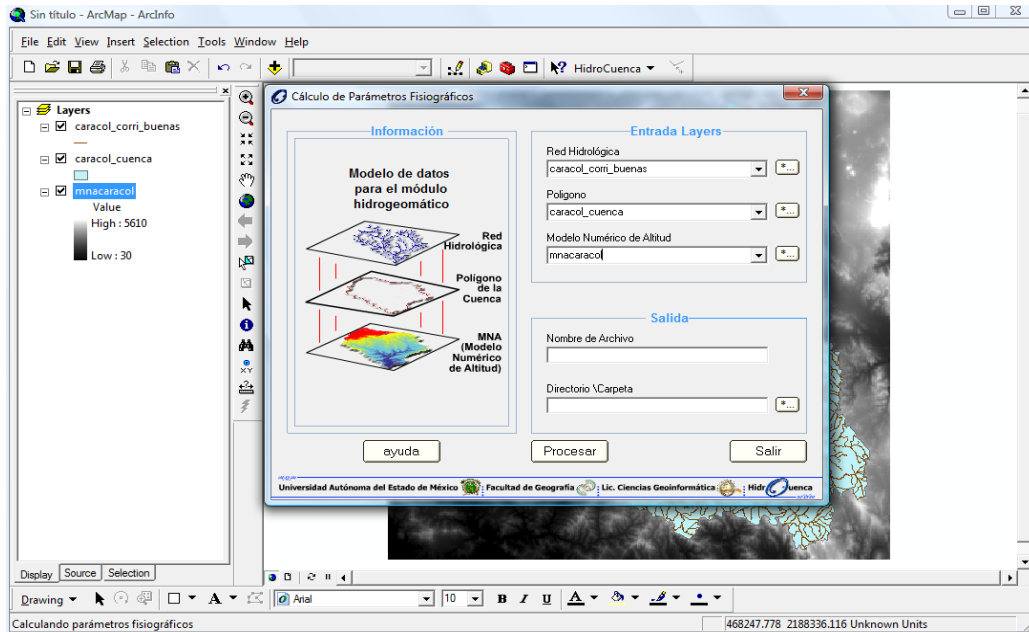 Sin título - ArcMap - ArcInfo
File Edit View Insert Selection Tools Window Help
HidroCuenca
Layers
caracol_corri_buenas
caracol_cuenca
mnacaracol
Value
High : 5610
Low : 30
Cálculo de Parámetros Fisiográficos
Información
Modelo de datos
para el módulo
hidrogeomático
Red
Hidrológica
Polígono
de la
Cuenca
MNA
(Modelo
Numérico
de Altitud)
Entrada Layers
Red Hidrológica
caracol_corri_buenas
*...
Poligono
caracol_cuenca
*...
Modelo Numérico de Altitud
mnacaracol
*...
Salida
Nombre de Archivo
Directorio \Carpeta
*...
ayuda
Procesar
Salir
Universidad Autónoma del Estado de México
Facultad de Geografía
Lic. Ciencias Geoinformática
Hidr Cuenca
XY
Display Source Selection
Drawing
A
Arial
10
B I U A
Calculando parámetros fisiográficos
468247.778 2188336.116 Unknown Units